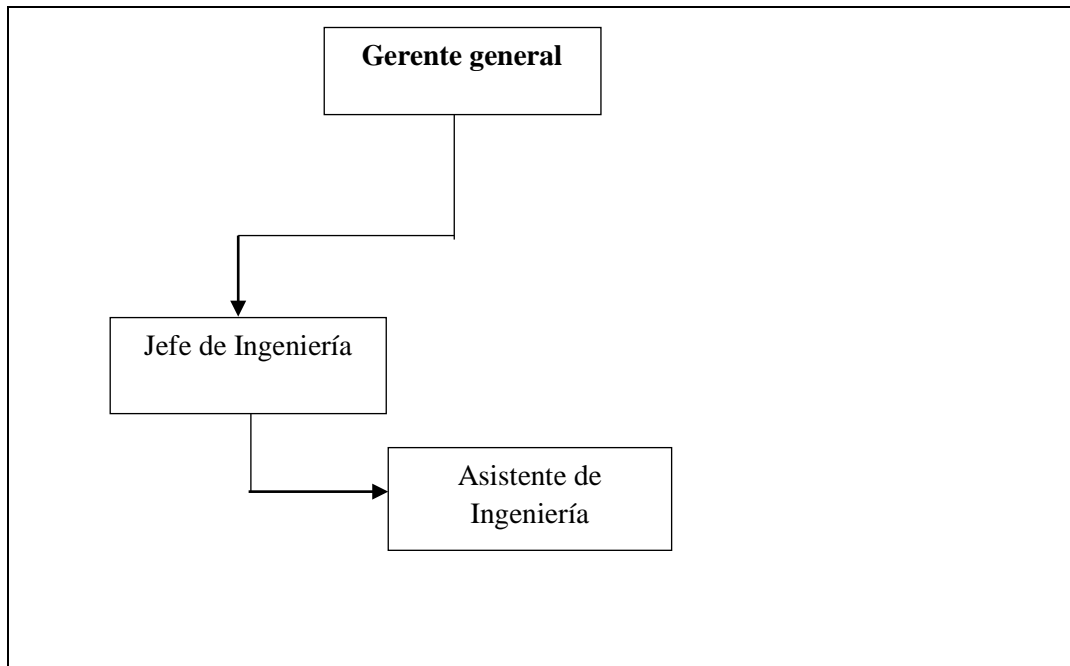 Gerente general
Jefe de Ingeniería
Asistente de
Ingeniería